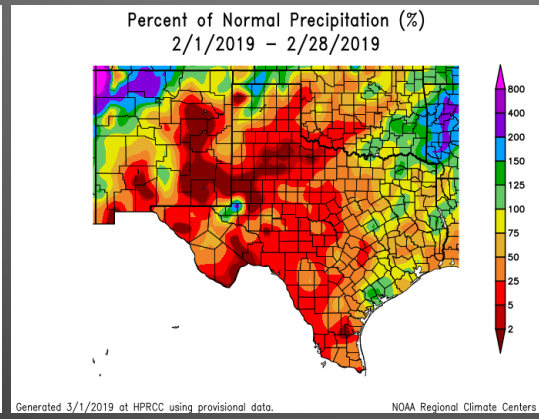 Percent of Normal Precipitation (%)
2/1/2019 – 2/28/2019
800
400
200
150
125
100
75
50
25
5
2
Generated 3/1/2019 at HPRCC using provisional data.
NOAA Regional Climate Centers